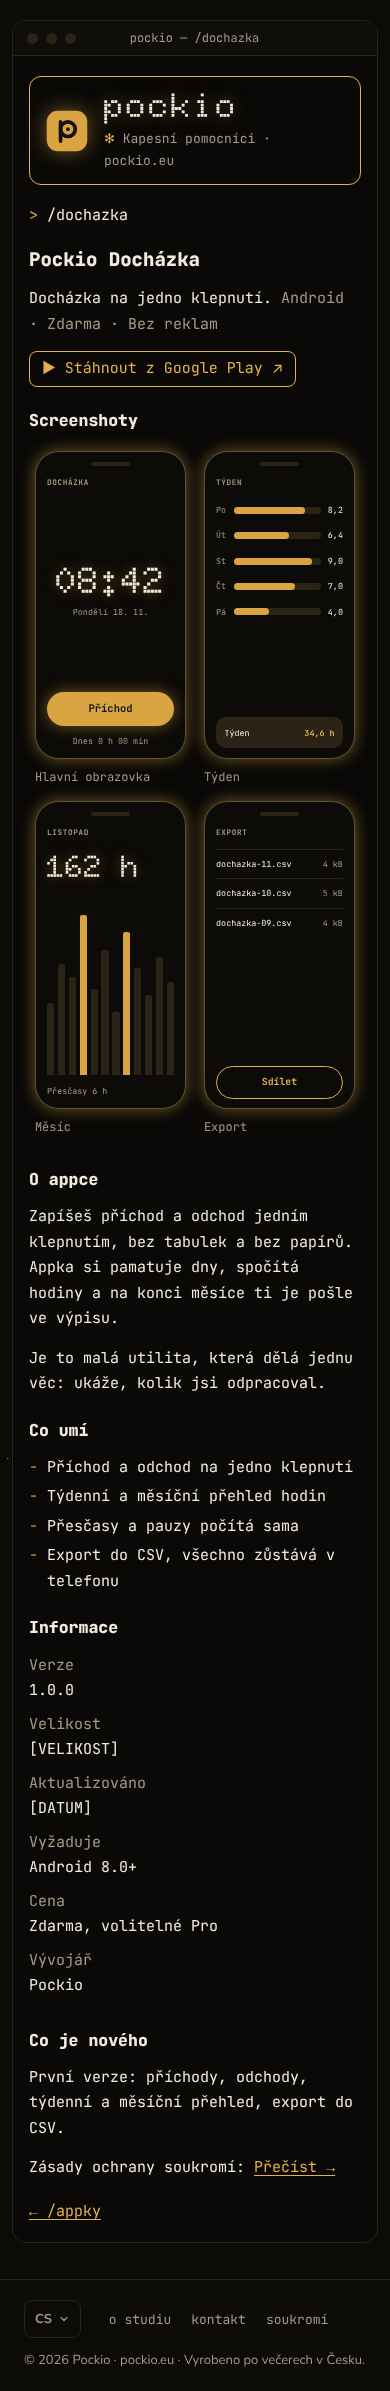 pockio — /dochazka
p
pockio
✻ Kapesní pomocníci ·
pockio.eu
> /dochazka
Pockio Docházka
Docházka na jedno klepnutí. Android
· Zdarma · Bez reklam
▶ Stáhnout z Google Play ↗
Screenshoty
DOCHÁZKA
08:42
Pondělí 18. 11.
Příchod
Dnes 0 h 00 min
Hlavní obrazovka
TÝDEN
Po 8,2
Út 6,4
St 9,0
Čt 7,0
Pá 4,0
Týden 34,6 h
Týden
LISTOPAD
162 h
Přesčasy 6 h
Měsíc
EXPORT
dochazka-11.csv 4 kB
dochazka-10.csv 5 kB
dochazka-09.csv 4 kB
Sdílet
Export
O appce
Zapíšeš příchod a odchod jedním
klepnutím, bez tabulek a bez papírů.
Appka si pamatuje dny, spočítá
hodiny a na konci měsíce ti je pošle
ve výpisu.
Je to malá utilita, která dělá jednu
věc: ukáže, kolik jsi odpracoval.
Co umí
- Příchod a odchod na jedno klepnutí
- Týdenní a měsíční přehled hodin
- Přesčasy a pauzy počítá sama
- Export do CSV, všechno zůstává v
telefonu
Informace
Verze
1.0.0
Velikost
[VELIKOST]
Aktualizováno
[DATUM]
Vyžaduje
Android 8.0+
Cena
Zdarma, volitelné Pro
Vývojář
Pockio
Co je nového
První verze: příchody, odchody,
týdenní a měsíční přehled, export do
CSV.
Zásady ochrany soukromí: Přečíst →
← /appky
CS
o studiu kontakt soukromí
© 2026 Pockio · pockio.eu · Vyrobeno po večerech v Česku.